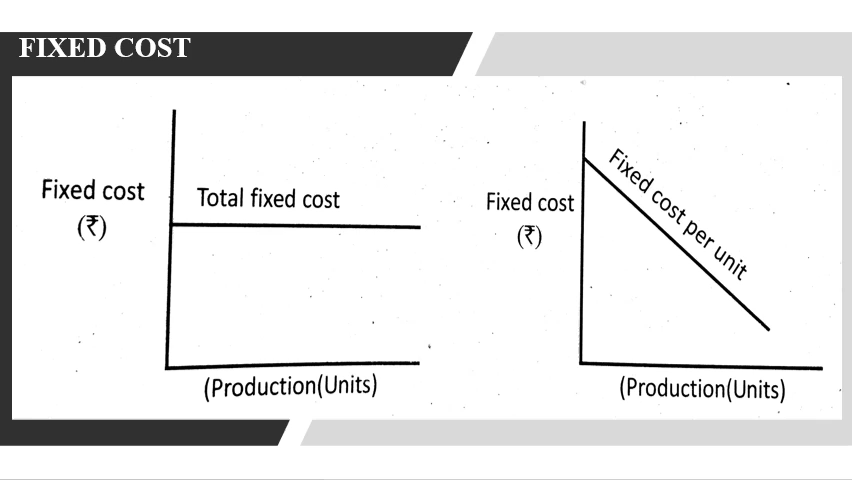 FIXED COST
Fixed cost
(₹)
Total fixed cost
(Production(Units)
Fixed cost
(₹)
Fixed cost per unit
(Production(Units)